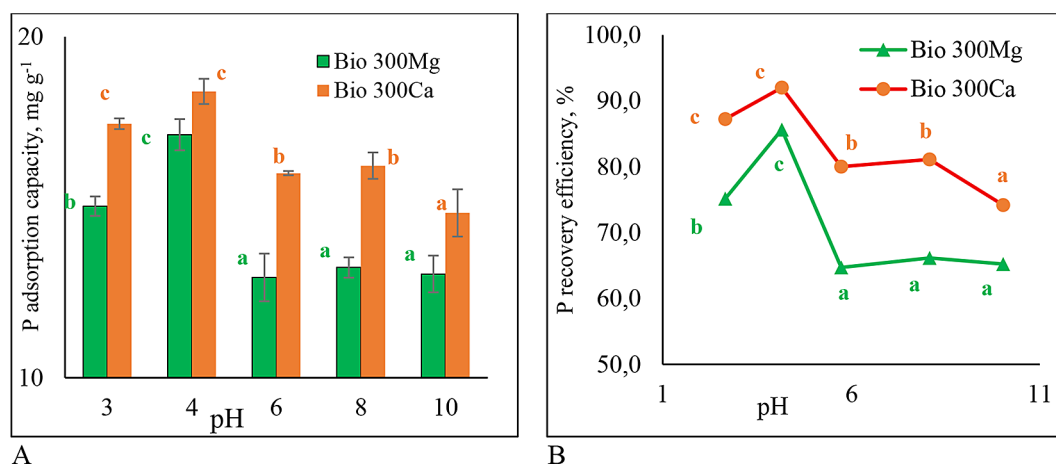 20
P adsorption capacity, mg g-1
Bio 300Mg
Bio 300Ca
c
c
c
b
b
b
a
a
a
a
10
3 4 6 8 10
pH
A
100,0
P recovery efficiency, %
Bio 300Mg
Bio 300Ca
90,0
c
c
80,0
b
b
c
a
70,0
b
60,0
a
a
a
50,0
1 6 11
pH
B